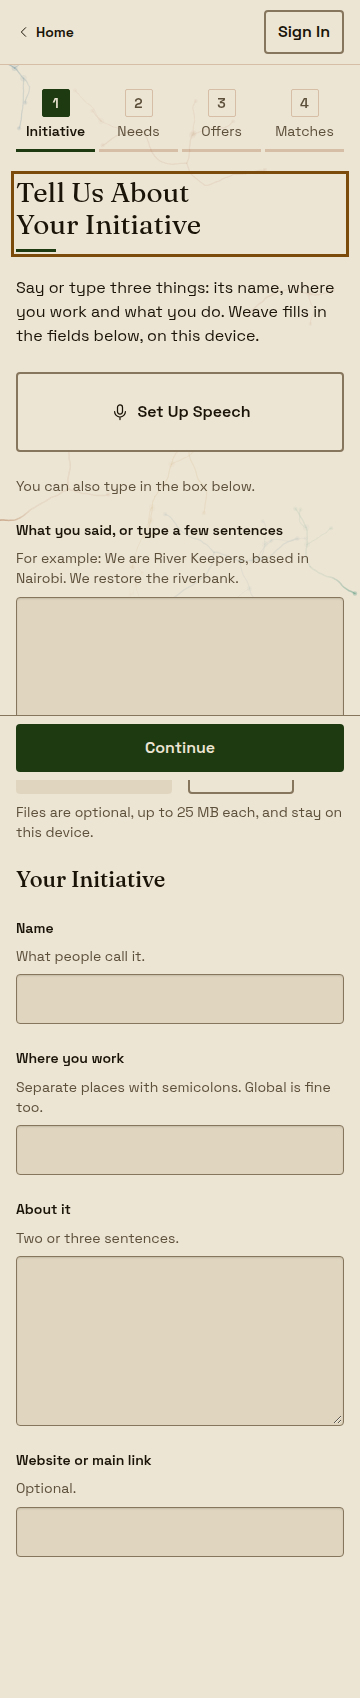 Home
Sign In
1
2
3
4
Initiative
Needs
Offers
Matches
Tell Us About
Your Initiative
Say or type three things: its name, where
you work and what you do. Weave fills in
the fields below, on this device.
Set Up Speech
You can also type in the box below.
What you said, or type a few sentences
For example: We are River Keepers, based in
Nairobi. We restore the riverbank.
Continue
Files are optional, up to 25 MB each, and stay on
this device.
Your Initiative
Name
What people call it.
Where you work
Separate places with semicolons. Global is fine
too.
About it
Two or three sentences.
Website or main link
Optional.